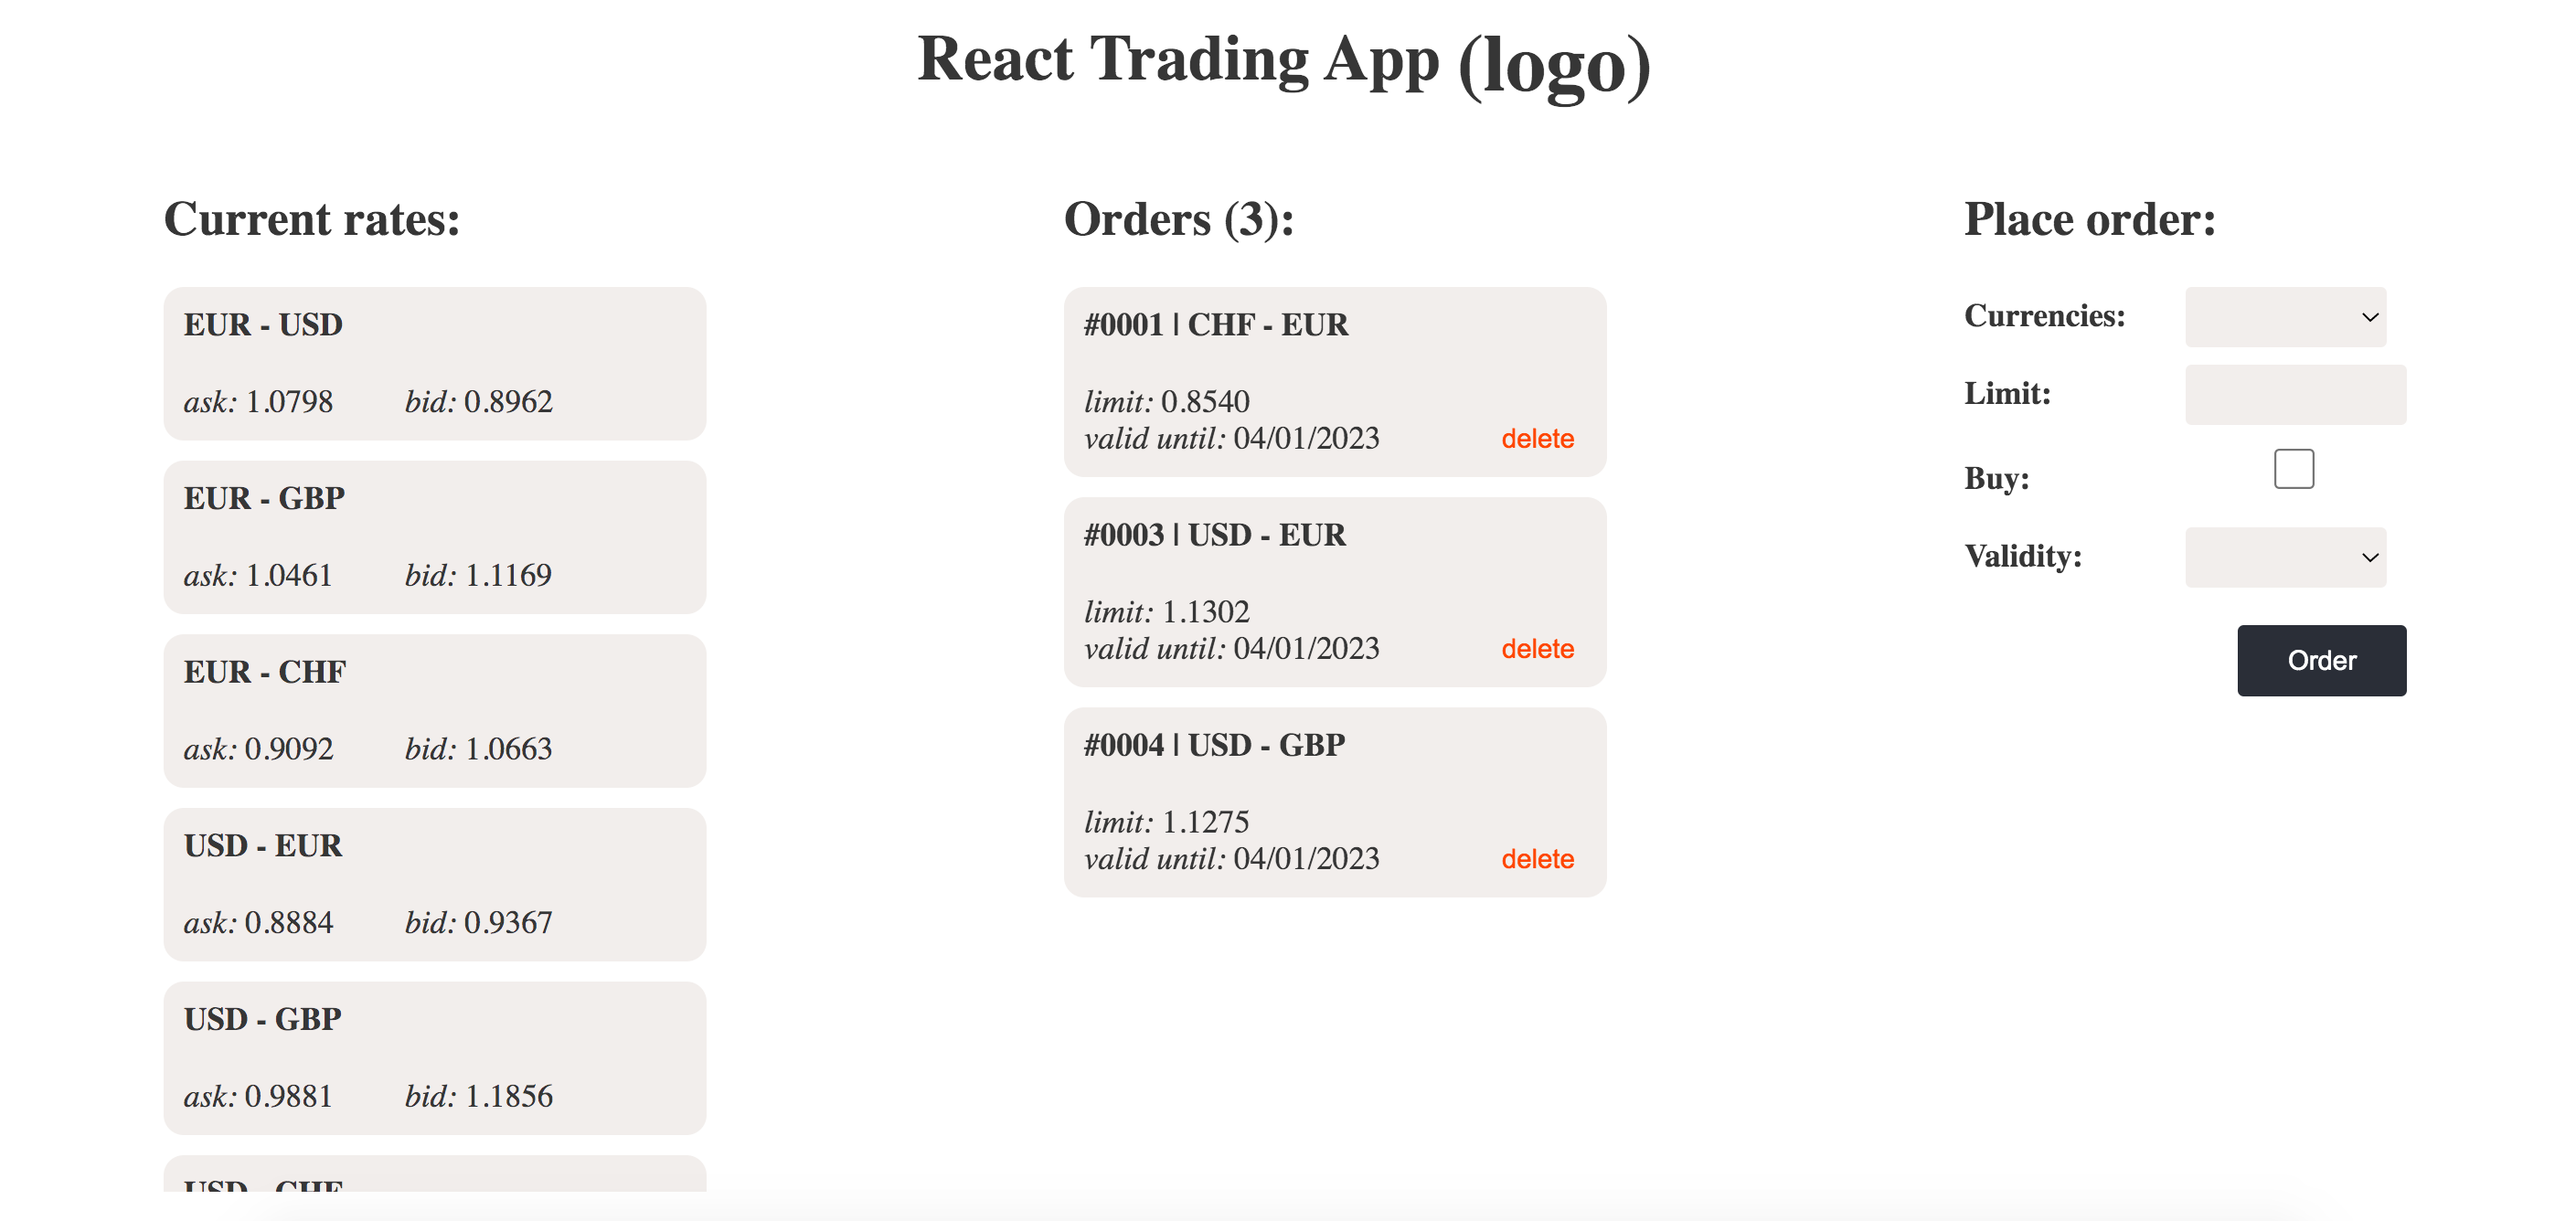 React Trading App (logo)
Current rates:
EUR - USD
ask: 1.0798 bid: 0.8962
EUR - GBP
ask: 1.0461 bid: 1.1169
EUR - CHF
ask: 0.9092 bid: 1.0663
USD - EUR
ask: 0.8884 bid: 0.9367
USD - GBP
ask: 0.9881 bid: 1.1856
USD - CHF
Orders (3):
#0001 | CHF - EUR
limit: 0.8540
valid until: 04/01/2023 delete
#0003 | USD - EUR
limit: 1.1302
valid until: 04/01/2023 delete
#0004 | USD - GBP
limit: 1.1275
valid until: 04/01/2023 delete
Place order:
Currencies:
Limit:
Buy:
Validity:
Order